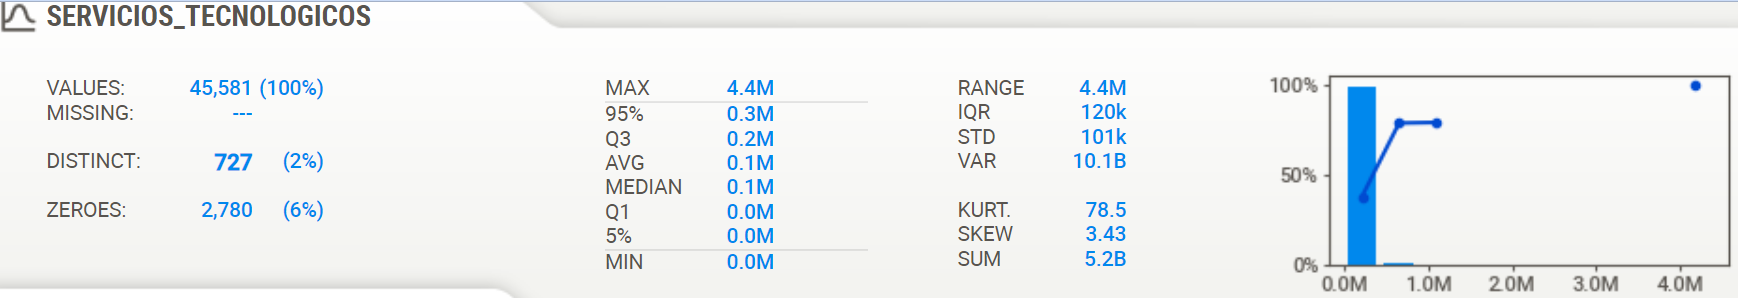 SERVICIOS_TECNOLOGICOS
VALUES: 45,581 (100%)
MISSING: ---
DISTINCT: 727 (2%)
ZEROES: 2,780 (6%)
MAX 4.4M
95% 0.3M
Q3 0.2M
AVG 0.1M
MEDIAN 0.1M
Q1 0.0M
5% 0.0M
MIN 0.0M
RANGE 4.4M
IQR 120k
STD 101k
VAR 10.1B
KURT. 78.5
SKEW 3.43
SUM 5.2B
100%
50%
0%
0.0M 1.0M 2.0M 3.0M 4.0M